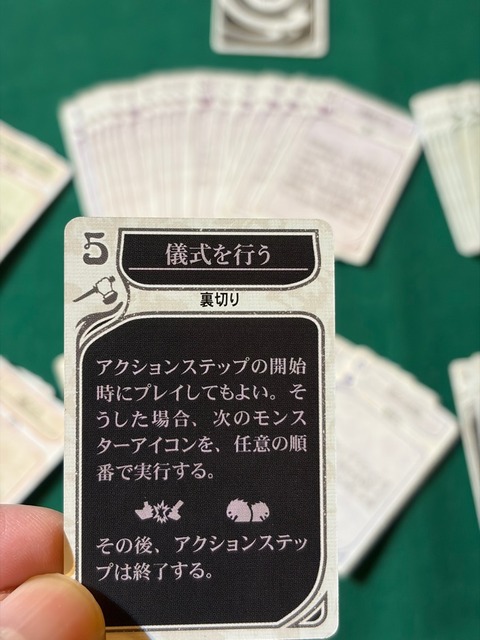 5
儀式を行う
裏切り
アクションステップの開始
時にプレイしてもよい。そ
うした場合、次のモンス
ターアイコンを、任意の順
番で実行する。
その後、アクションステッ
プは終了する。